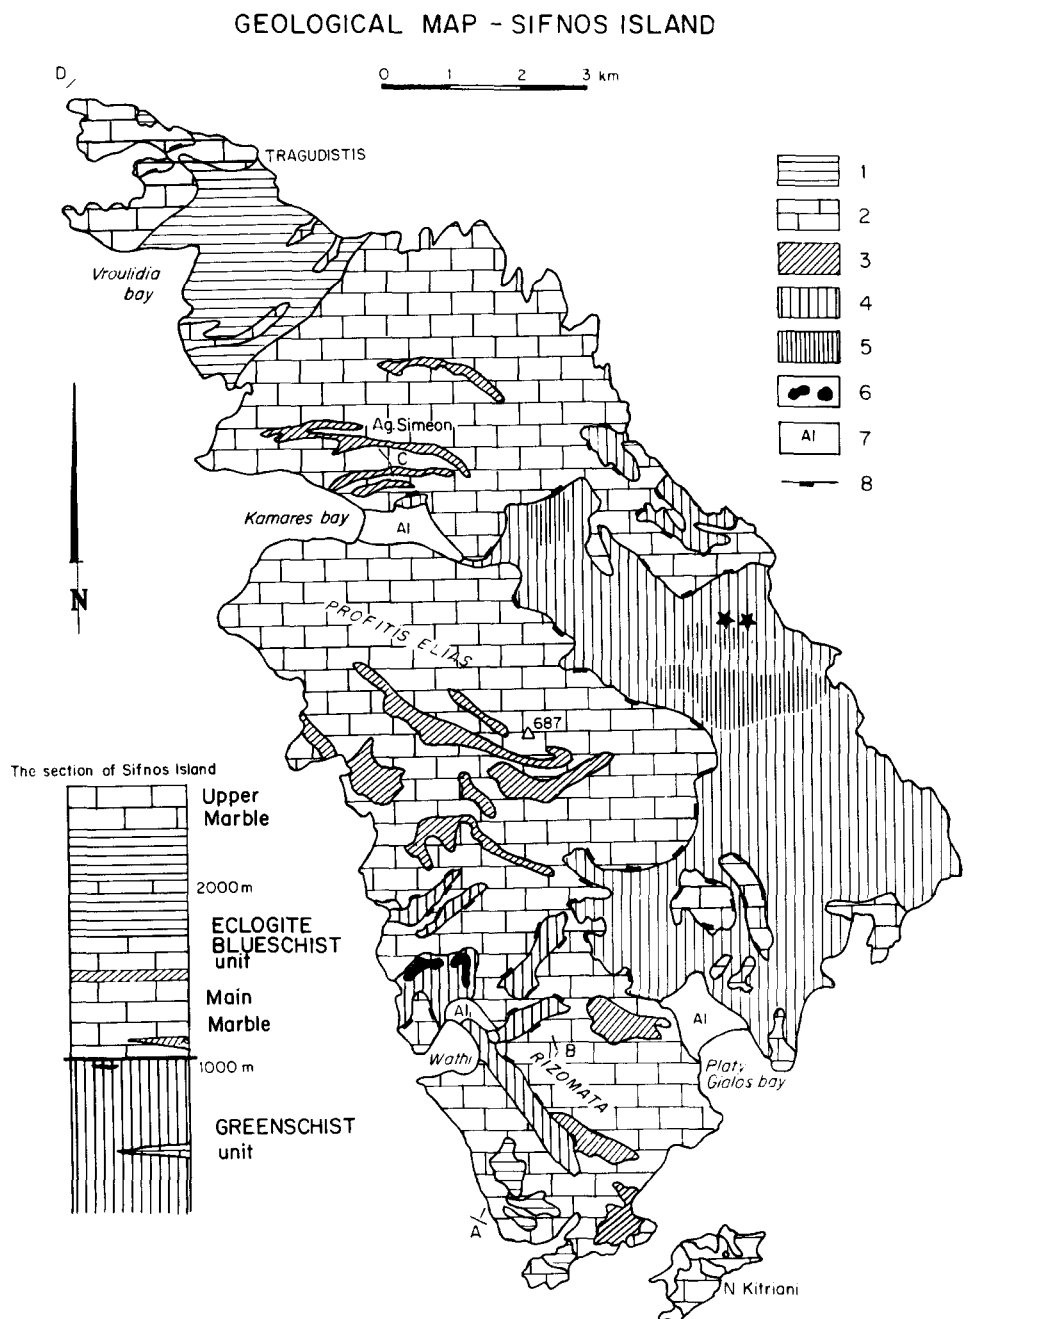 GEOLOGICAL MAP - SIFNOS ISLAND
D
0 1 2 3 km
TRAGUDISTIS
1
2
3
4
5
6
Al 7
8
Vroulidia
bay
Ag. Simeon
C
Kamares bay
Al
N
PROFITIS ELIAS
687
The section of Sifnos Island
Upper
Marble
2000m
ECLOGITE
BLUESCHIST
unit
Main
Marble
1000m
GREENSCHIST
unit
Al
Wathi
B
RIZOMATA
Al
Platy
Gialos bay
A
N Kitriani